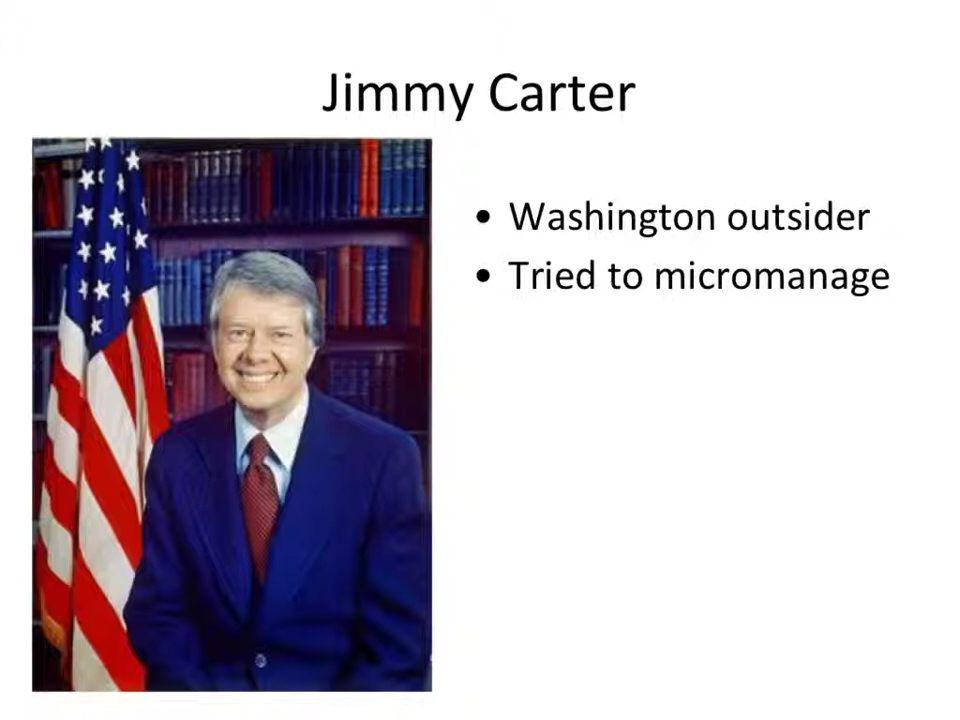 Jimmy Carter
• Washington outsider
• Tried to micromanage